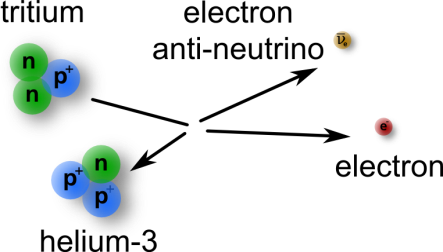 tritium
electron
anti-neutrino
n
p⁺
n
ν̅ₑ
e⁻
n
p⁺
p⁺
electron
helium-3